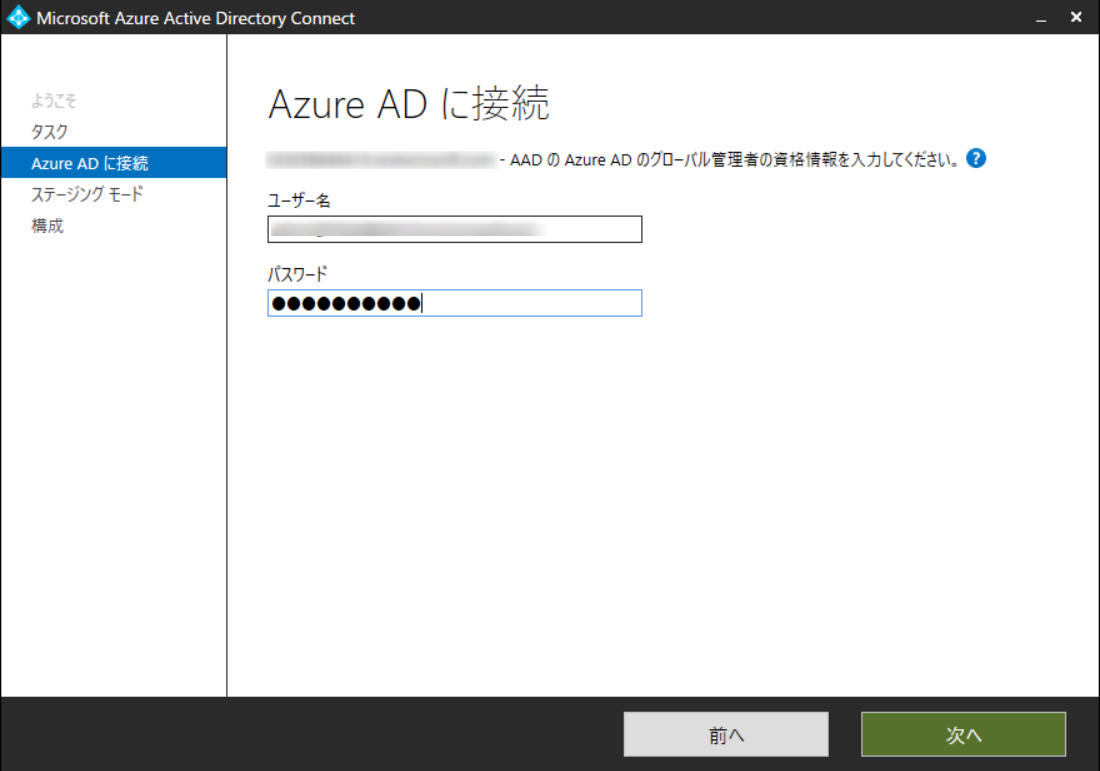 Microsoft Azure Active Directory Connect
ようこそ
タスク
Azure AD に接続
ステージング モード
構成
Azure AD に接続
- AAD の Azure AD のグローバル管理者の資格情報を入力してください。 ?
ユーザー名
パスワード
●●●●●●●●●●
前へ
次へ